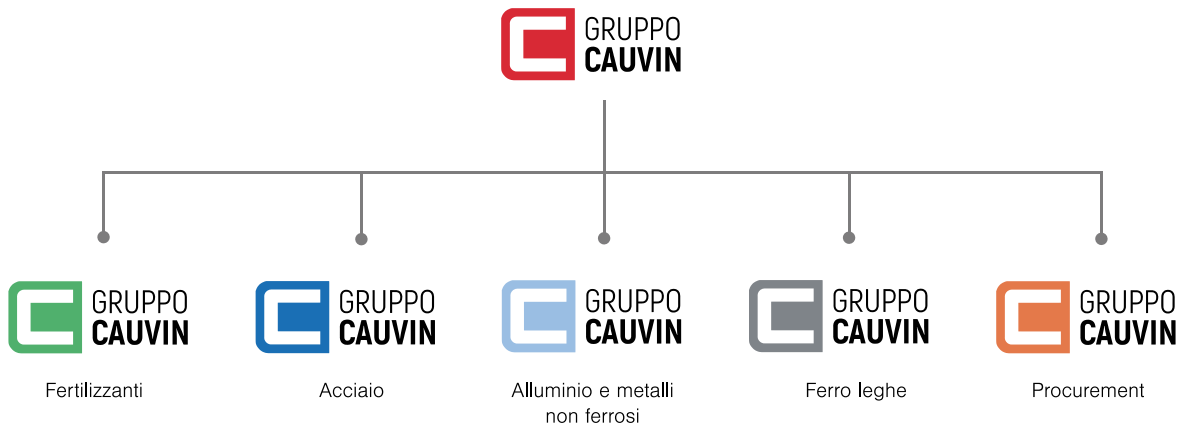 GRUPPO
CAUVIN
GRUPPO
CAUVIN
GRUPPO
CAUVIN
GRUPPO
CAUVIN
GRUPPO
CAUVIN
GRUPPO
CAUVIN
Fertilizzanti
Acciaio
Alluminio e metalli
non ferrosi
Ferro leghe
Procurement